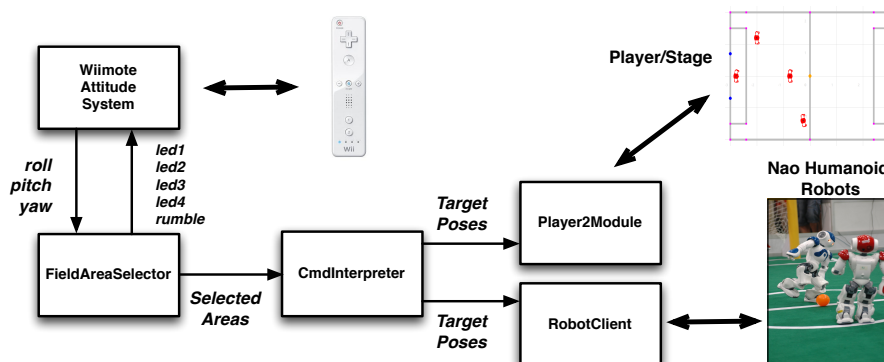 Wiimote
Attitude
System
Wii
Player/Stage
roll
pitch
yaw
led1
led2
led3
led4
rumble
Nao Humanoid
Robots
Target
Poses
Player2Module
FieldAreaSelector
Selected
Areas
CmdInterpreter
Target
Poses
RobotClient